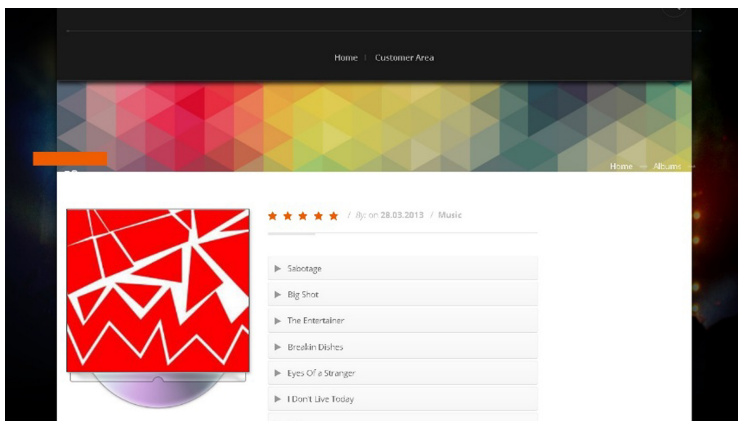 Home | Customer Area
Home → Albums →
/ By: on 28.03.2013 / Music
Sabotage
Big Shot
The Entertainer
Breakin Dishes
Eyes Of a Stranger
I Don't Live Today